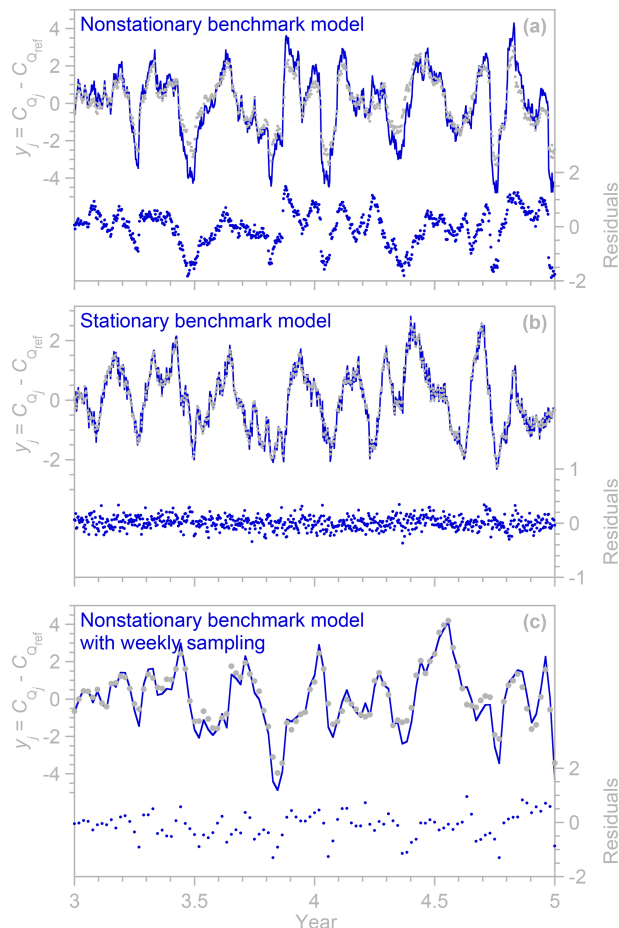 Nonstationary benchmark model
(a)
y_j = C_Q_j - C_Q_ref
4
2
0
-2
-4
2
0
-2
Residuals
Stationary benchmark model
(b)
y_j = C_Q_j - C_Q_ref
2
0
-2
1
0
-1
Residuals
Nonstationary benchmark model
with weekly sampling
(c)
y_j = C_Q_j - C_Q_ref
4
2
0
-2
-4
2
0
-2
Residuals
3 3.5 4 4.5 5
Year